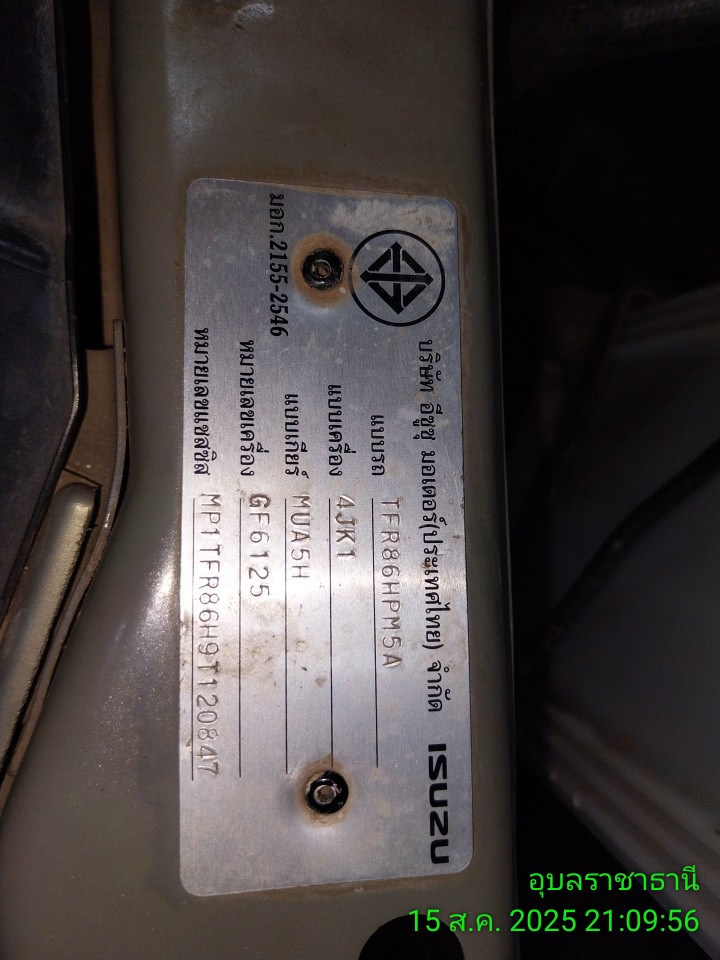 บริษัท อีซูซุ มอเตอร์(ประเทศไทย) จำกัด ISUZU
แบบรถ TFR86HPM5A
แบบเครื่อง 4JK1
แบบเกียร์ MUA5H
มอก.2155-2546
หมายเลขเครื่อง GF6125
หมายเลขแชสซิส MP1TFR86H9T120847
อุบลราชาธานี
15 ส.ค. 2025 21:09:56